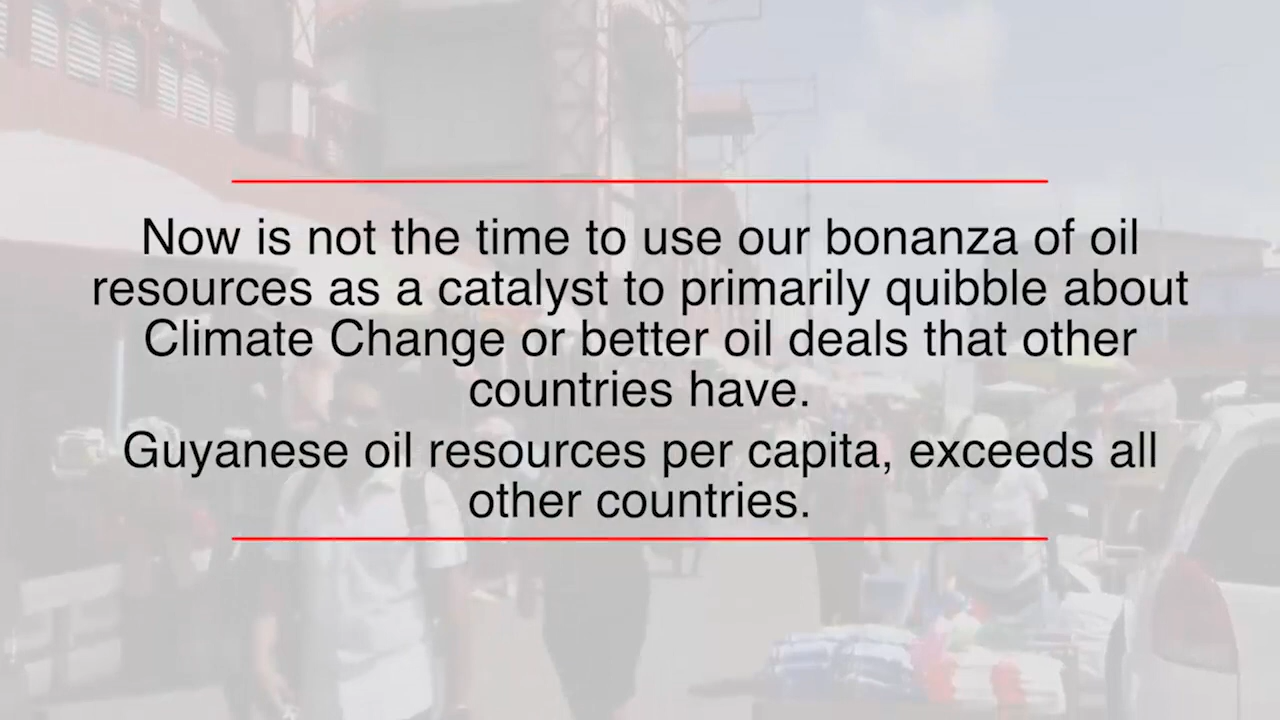 Now is not the time to use our bonanza of oil
resources as a catalyst to primarily quibble about
Climate Change or better oil deals that other
countries have.
Guyanese oil resources per capita, exceeds all
other countries.